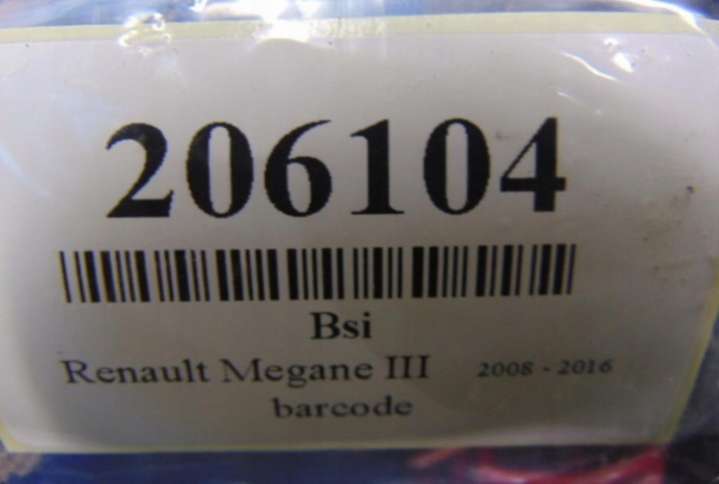 206104
Bsi
Renault Megane III 2008 - 2016
barcode